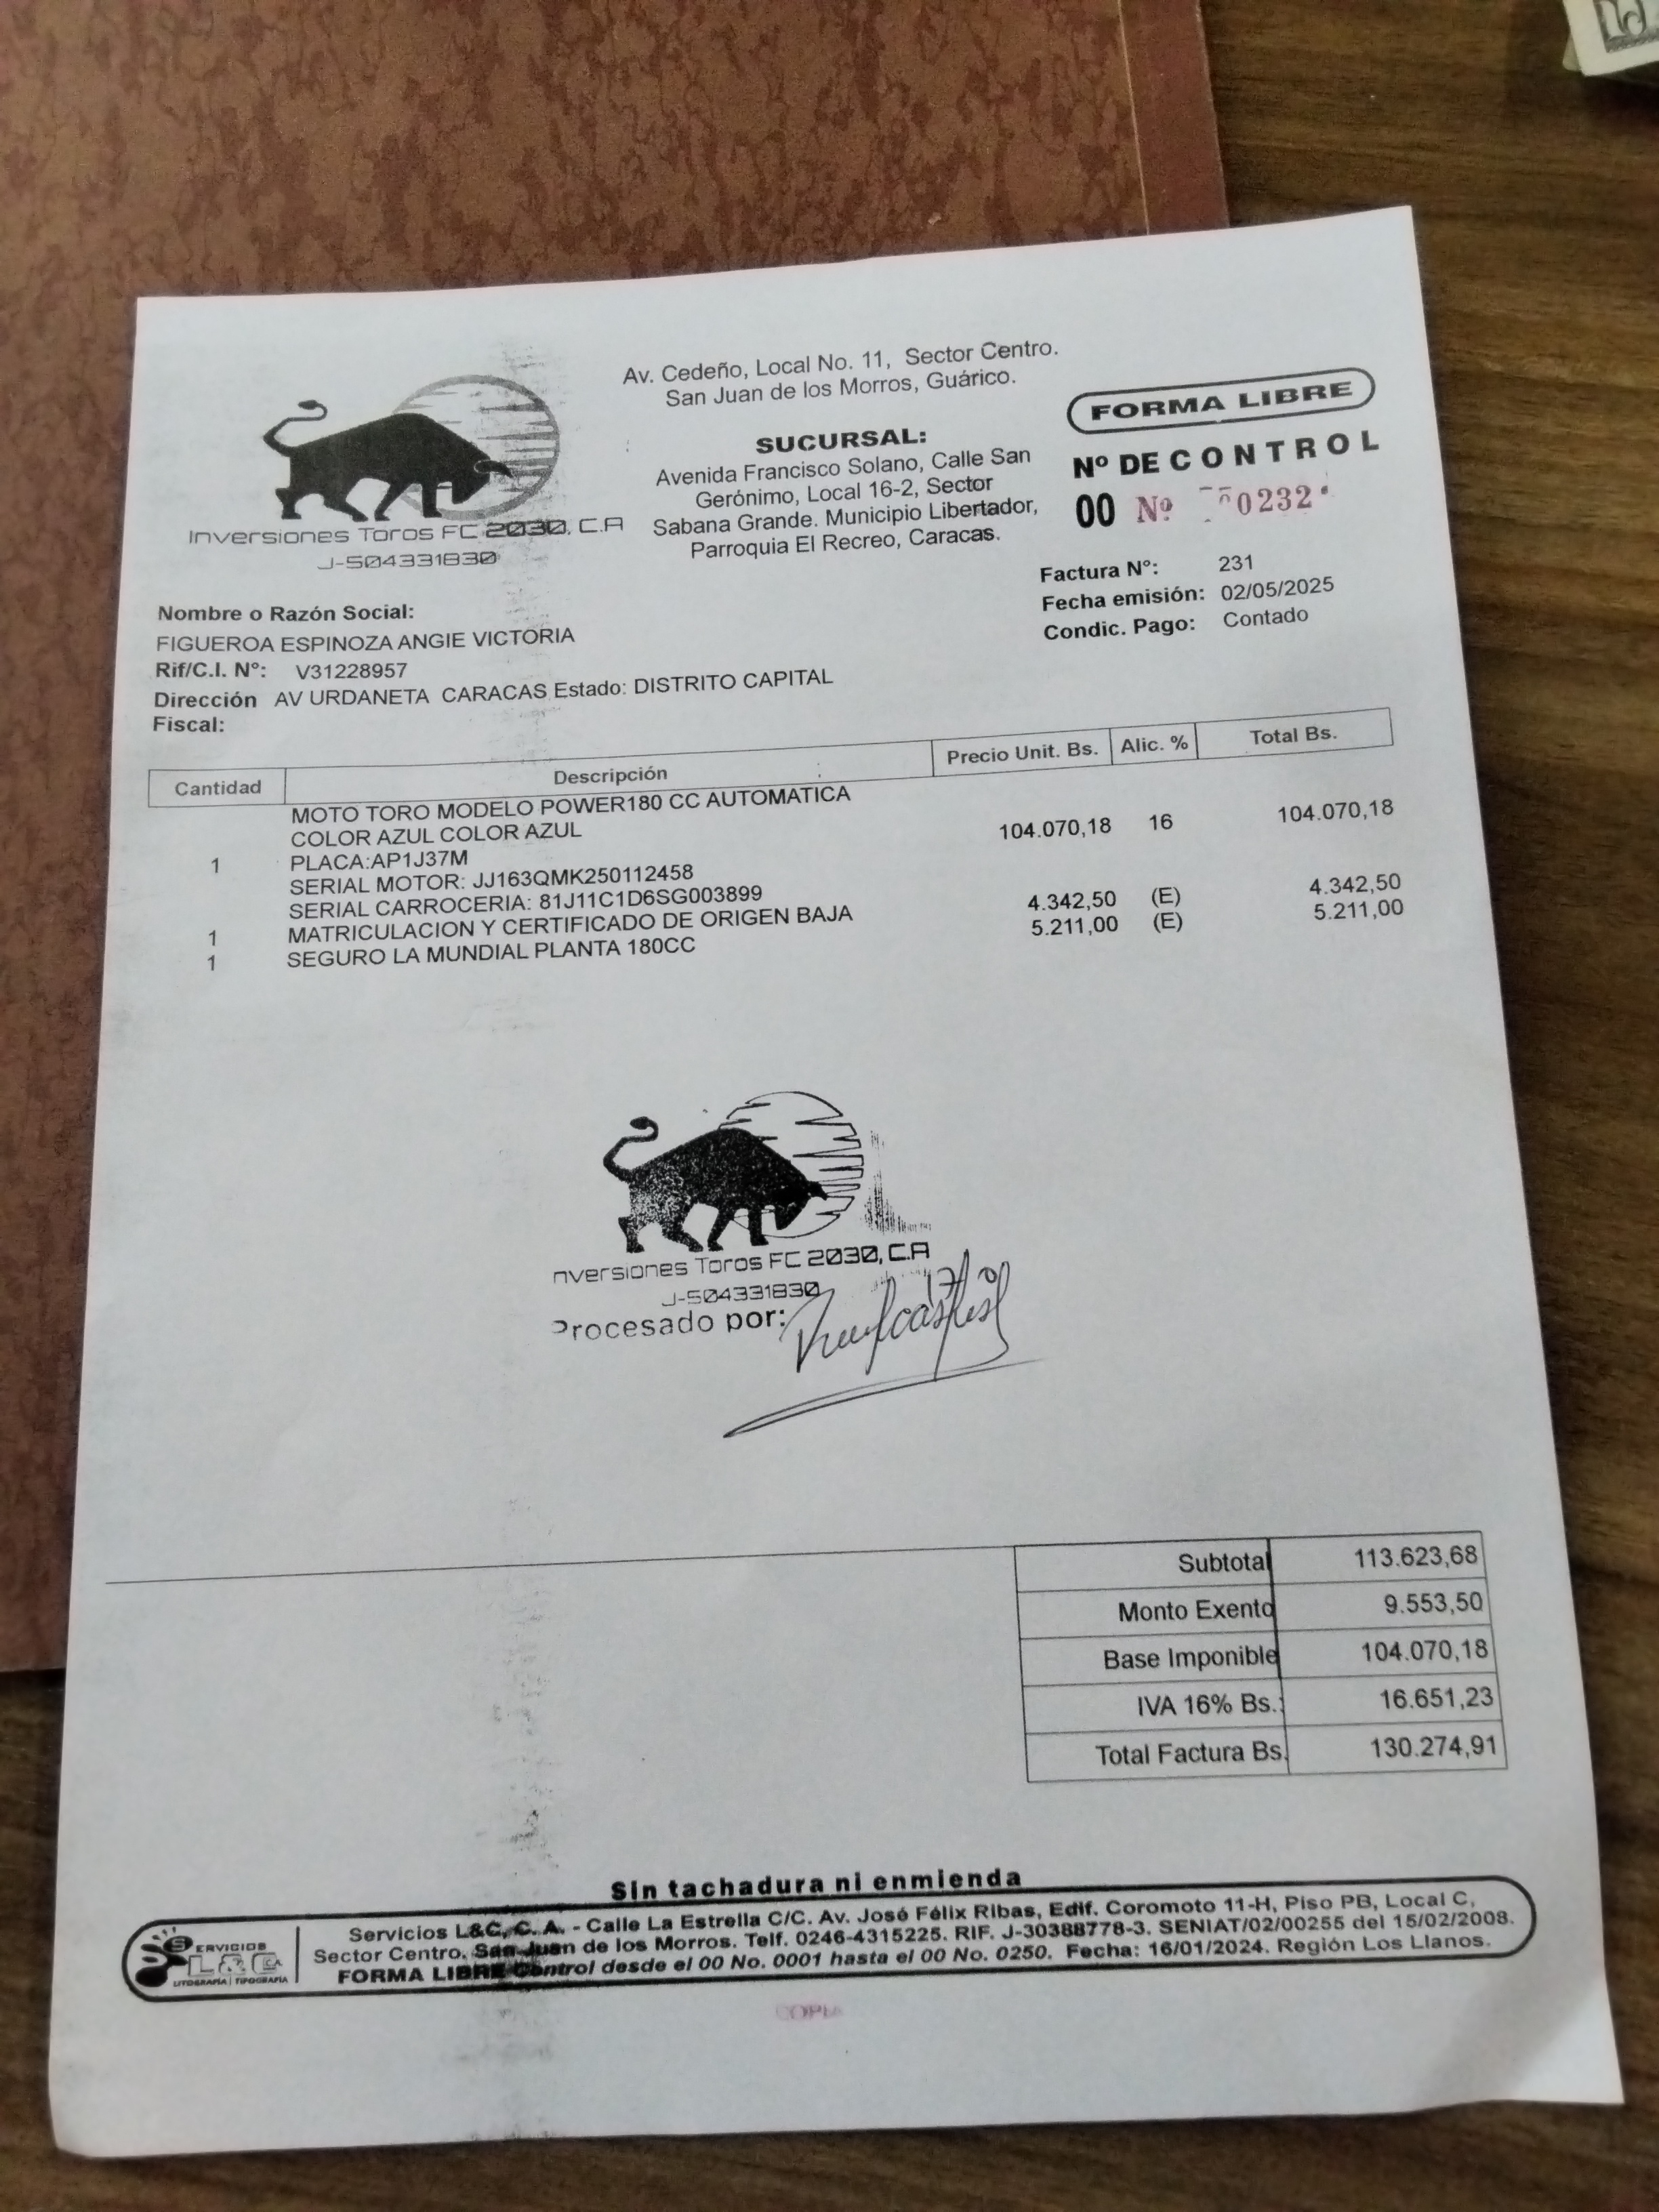 Inversiones Toros FC 2030, C.A
J-504331830
Av. Cedeño, Local No. 11, Sector Centro.
San Juan de los Morros, Guárico.
SUCURSAL:
Avenida Francisco Solano, Calle San
Gerónimo, Local 16-2, Sector
Sabana Grande. Municipio Libertador,
Parroquia El Recreo, Caracas.
FORMA LIBRE
Nº DE CONTROL
00 Nº 0232
Factura N°: 231
Fecha emisión: 02/05/2025
Condic. Pago: Contado
Nombre o Razón Social:
FIGUEROA ESPINOZA ANGIE VICTORIA
Rif/C.I. N°: V31228957
Dirección AV URDANETA CARACAS Estado: DISTRITO CAPITAL
Fiscal:
Cantidad Descripción Precio Unit. Bs. Alic. % Total Bs.
MOTO TORO MODELO POWER180 CC AUTOMATICA
COLOR AZUL COLOR AZUL 104.070,18 16 104.070,18
1 PLACA:AP1J37M
SERIAL MOTOR: JJ163QMK250112458
SERIAL CARROCERIA: 81J11C1D6SG003899
1 MATRICULACION Y CERTIFICADO DE ORIGEN BAJA 4.342,50 (E) 4.342,50
1 SEGURO LA MUNDIAL PLANTA 180CC 5.211,00 (E) 5.211,00
nversiones Toros FC 2030, C.A
J-504331830
Procesado por:
Subtotal 113.623,68
Monto Exento 9.553,50
Base Imponible 104.070,18
IVA 16% Bs.: 16.651,23
Total Factura Bs. 130.274,91
Sin tachadura ni enmienda
SERVICIOS
L&C C.A.
LITOGRAFÍA | TIPOGRAFÍA
Servicios L&C, C. A. - Calle La Estrella C/C. Av. José Félix Ribas, Edif. Coromoto 11-H, Piso PB, Local C,
Sector Centro. San Juan de los Morros. Telf. 0246-4315225. RIF. J-30388778-3. SENIAT/02/00255 del 15/02/2008.
FORMA LIBRE Control desde el 00 No. 0001 hasta el 00 No. 0250. Fecha: 16/01/2024. Región Los Llanos.
COPIA